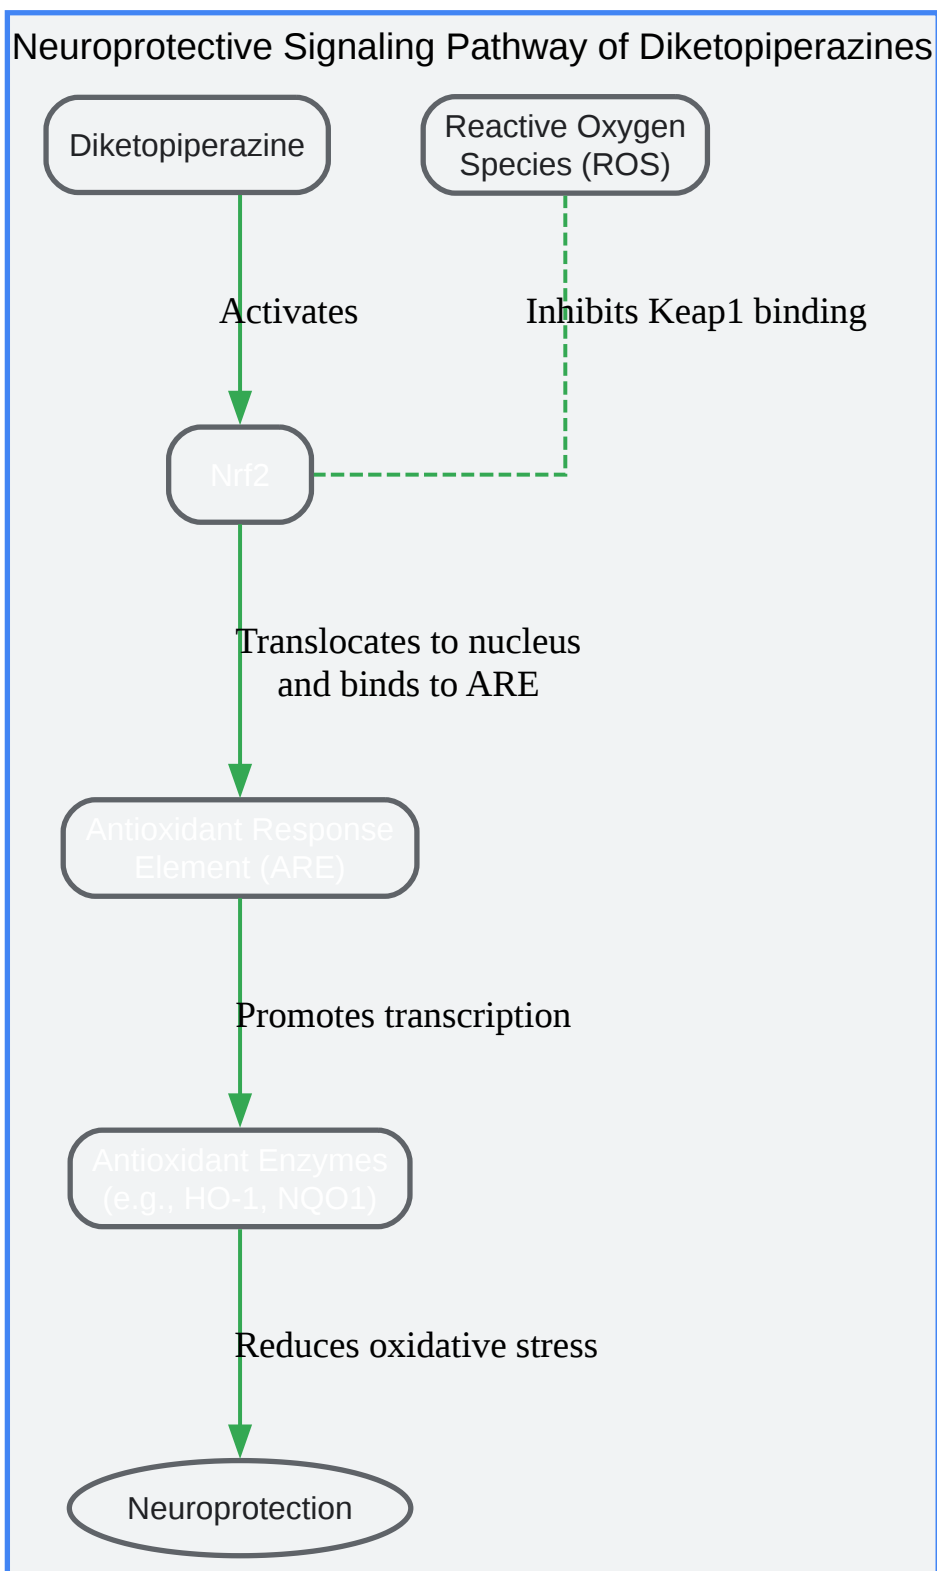 Neuroprotective Signaling Pathway of Diketopiperazines
Diketopiperazine
Reactive Oxygen
Species (ROS)
Activates
Inhibits Keap1 binding
Nrf2
Translocates to nucleus
and binds to ARE
Antioxidant Response
Element (ARE)
Promotes transcription
Antioxidant Enzymes
(e.g., HO-1, NQO1)
Reduces oxidative stress
Neuroprotection